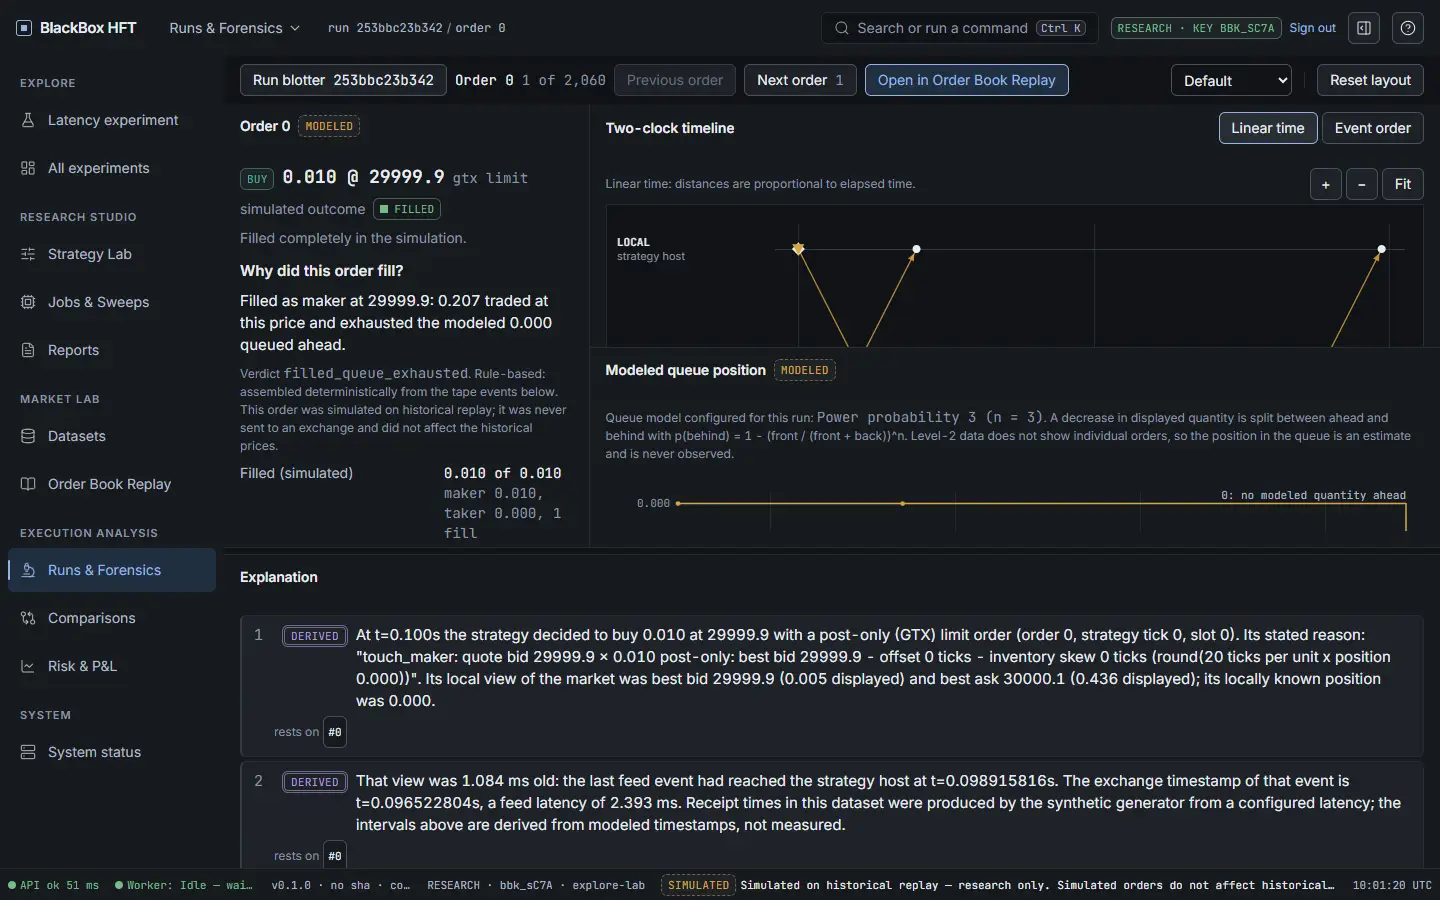 BlackBox HFT
Runs & Forensics
run 253bbc23b342 / order 0
Search or run a command Ctrl K
RESEARCH · KEY BBK_SC7A
Sign out
EXPLORE
Latency experiment
All experiments
RESEARCH STUDIO
Strategy Lab
Jobs & Sweeps
Reports
MARKET LAB
Datasets
Order Book Replay
EXECUTION ANALYSIS
Runs & Forensics
Comparisons
Risk & P&L
SYSTEM
System status
Run blotter 253bbc23b342
Order 0 1 of 2,060
Previous order
Next order 1
Open in Order Book Replay
Default
Reset layout
Order 0 MODELED
BUY 0.010 @ 29999.9 gtx limit
simulated outcome FILLED
Filled completely in the simulation.
Why did this order fill?
Filled as maker at 29999.9: 0.207 traded at
this price and exhausted the modeled 0.000
queued ahead.
Verdict filled_queue_exhausted. Rule-based:
assembled deterministically from the tape events below.
This order was simulated on historical replay; it was never
sent to an exchange and did not affect the historical
prices.
Filled (simulated)
0.010 of 0.010
maker 0.010,
taker 0.000, 1
fill
Two-clock timeline
Linear time
Event order
Linear time: distances are proportional to elapsed time.
+
−
Fit
LOCAL
strategy host
Modeled queue position MODELED
Queue model configured for this run: Power probability 3 (n = 3). A decrease in displayed quantity is split between ahead and
behind with p(behind) = 1 - (front / (front + back))^n. Level-2 data does not show individual orders, so the position in the queue is an estimate
and is never observed.
0: no modeled quantity ahead
0.000
Explanation
1 DERIVED At t=0.100s the strategy decided to buy 0.010 at 29999.9 with a post-only (GTX) limit order (order 0, strategy tick 0, slot 0). Its stated reason:
"touch_maker: quote bid 29999.9 × 0.010 post-only: best bid 29999.9 - offset 0 ticks - inventory skew 0 ticks (round(20 ticks per unit x position
0.000))". Its local view of the market was best bid 29999.9 (0.005 displayed) and best ask 30000.1 (0.436 displayed); its locally known position
was 0.000.
rests on #0
2 DERIVED That view was 1.084 ms old: the last feed event had reached the strategy host at t=0.098915816s. The exchange timestamp of that event is
t=0.096522804s, a feed latency of 2.393 ms. Receipt times in this dataset were produced by the synthetic generator from a configured latency; the
intervals above are derived from modeled timestamps, not measured.
rests on #0
API ok 51 ms
Worker: Idle — wai…
v0.1.0 · no sha · co…
RESEARCH · bbk_sC7A · explore-lab
SIMULATED Simulated on historical replay — research only. Simulated orders do not affect historical…
10:01:20 UTC